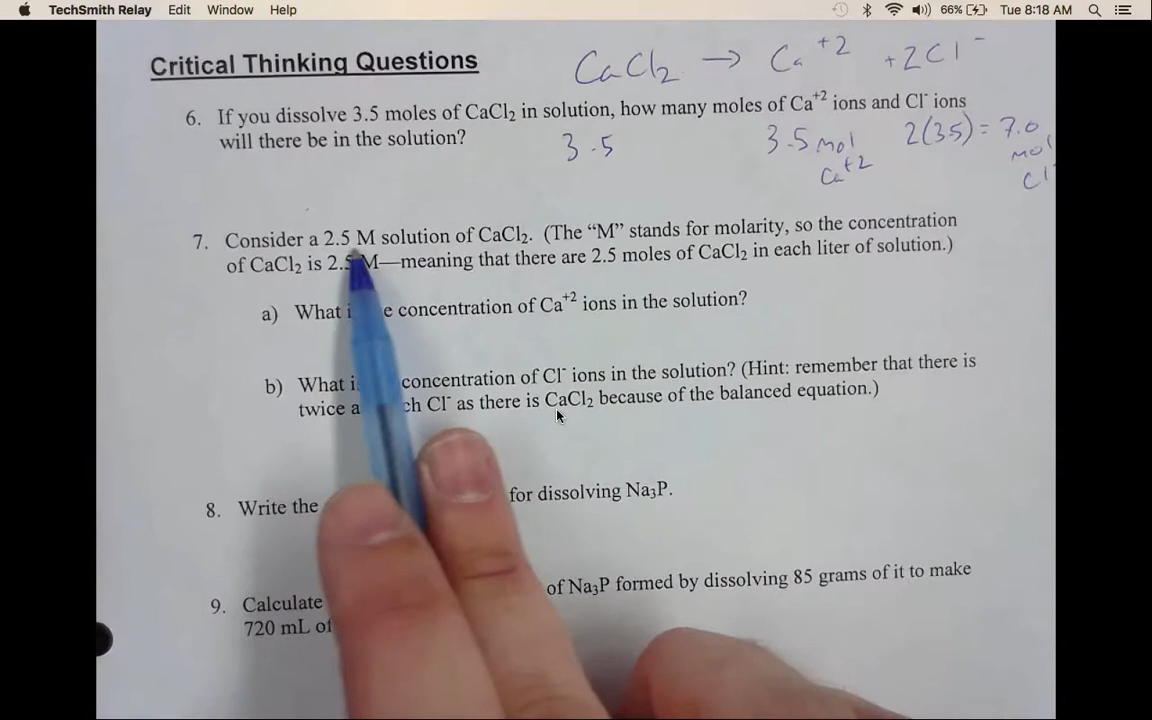 TechSmith Relay Edit Window Help 66% Tue 8:18 AM
Critical Thinking Questions
CaCl2 → Ca+2 + 2Cl-
6. If you dissolve 3.5 moles of CaCl2 in solution, how many moles of Ca+2 ions and Cl- ions
will there be in the solution?
3.5 3.5 mol 2(3.5) = 7.0
Ca+2 mol
Cl
7. Consider a 2.5 M solution of CaCl2. (The “M” stands for molarity, so the concentration
of CaCl2 is 2.5 M—meaning that there are 2.5 moles of CaCl2 in each liter of solution.)
a) What i e concentration of Ca+2 ions in the solution?
b) What i concentration of Cl- ions in the solution? (Hint: remember that there is
twice a ch Cl- as there is CaCl2 because of the balanced equation.)
8. Write the for dissolving Na3P.
9. Calculate of Na3P formed by dissolving 85 grams of it to make
720 mL of